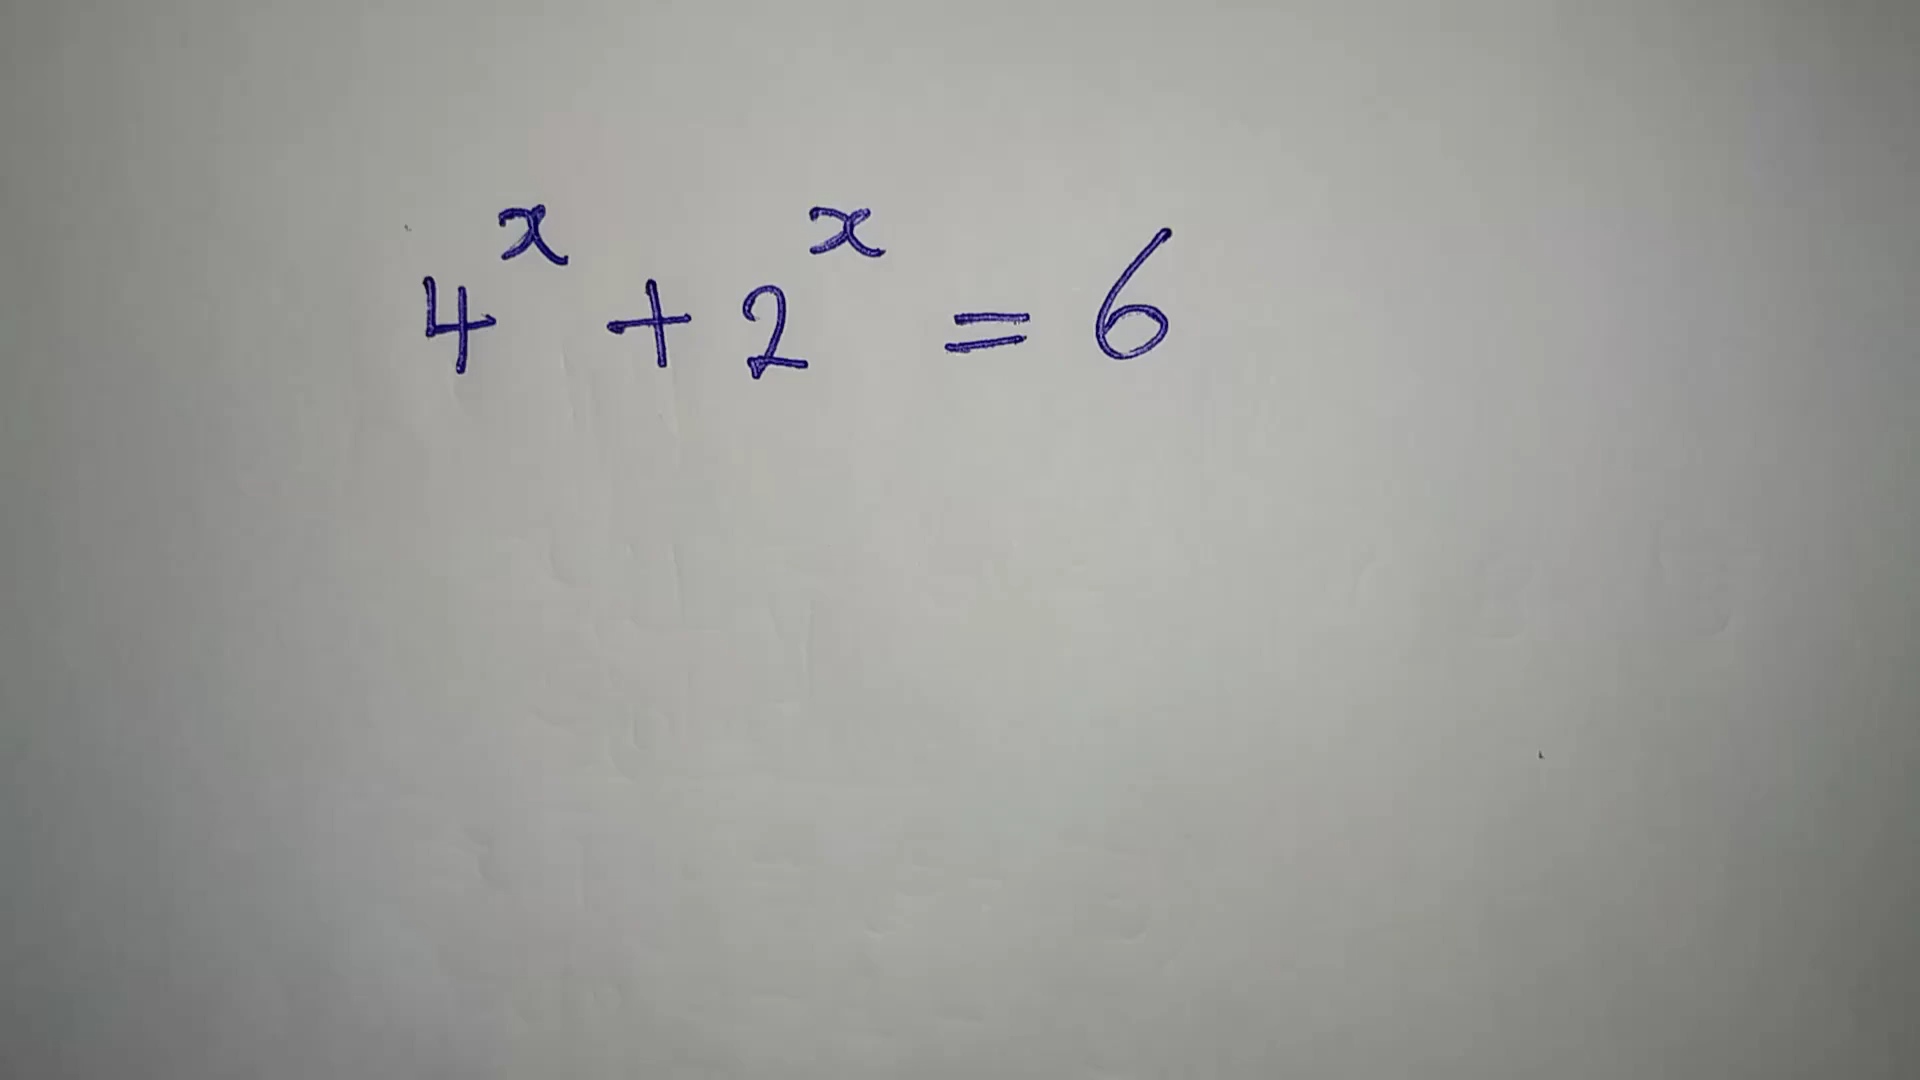 4^x + 2^x = 6